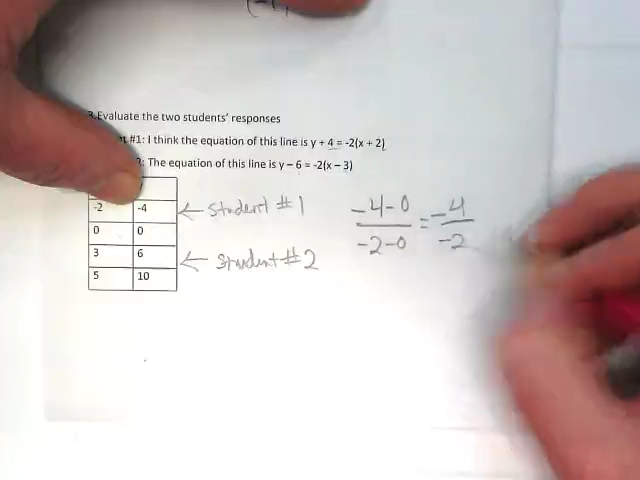 3. Evaluate the two students' responses
#1: I think the equation of this line is y + 4 = -2(x + 2)
: The equation of this line is y – 6 = -2(x – 3)
-2 -4 ← Student #1
0 0
3 6 ← Student #2
5 10
-4-0 / -2-0 = -4 / -2